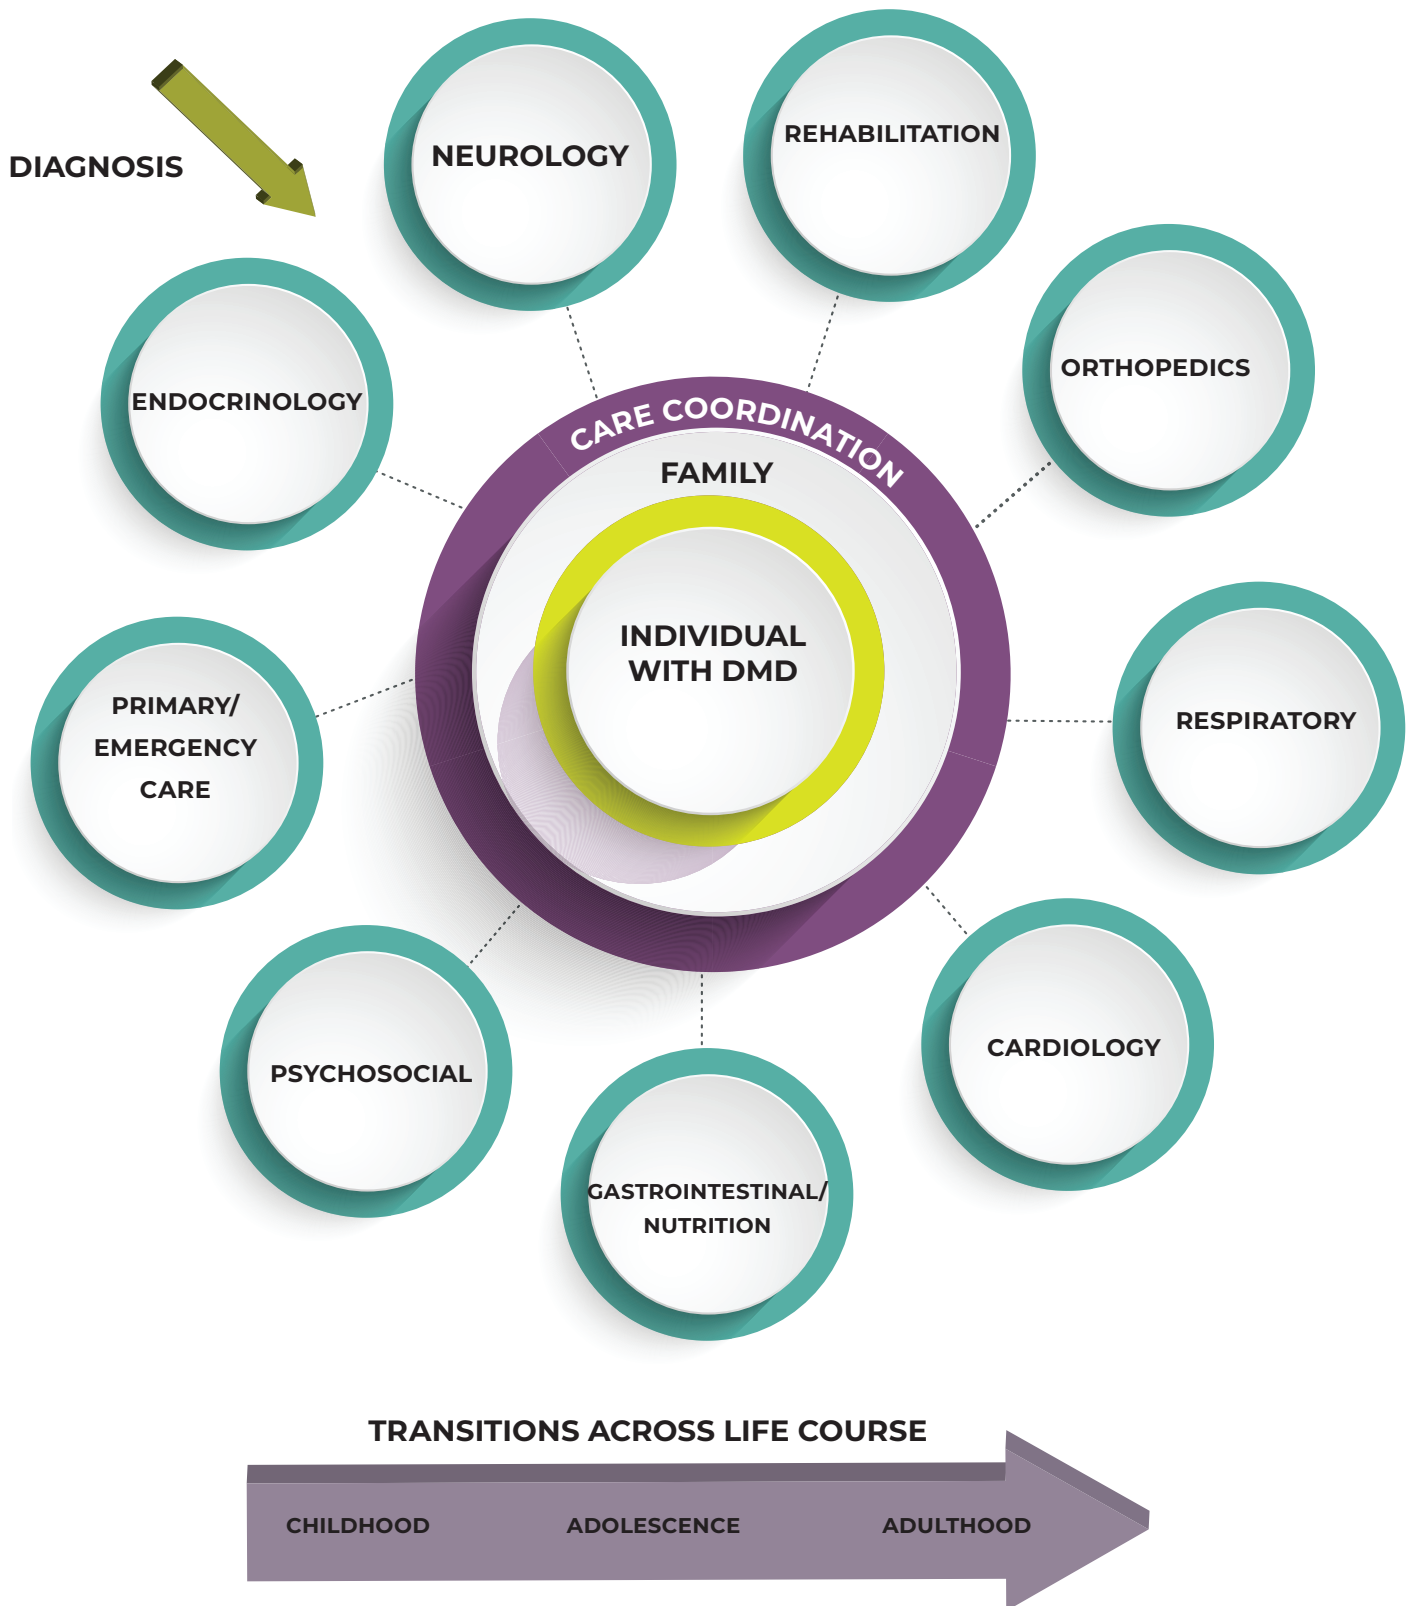 DIAGNOSIS
NEUROLOGY
REHABILITATION
ORTHOPEDICS
ENDOCRINOLOGY
CARE COORDINATION
FAMILY
INDIVIDUAL
WITH DMD
PRIMARY/
EMERGENCY
CARE
RESPIRATORY
PSYCHOSOCIAL
CARDIOLOGY
GASTROINTESTINAL/
NUTRITION
TRANSITIONS ACROSS LIFE COURSE
CHILDHOOD ADOLESCENCE ADULTHOOD